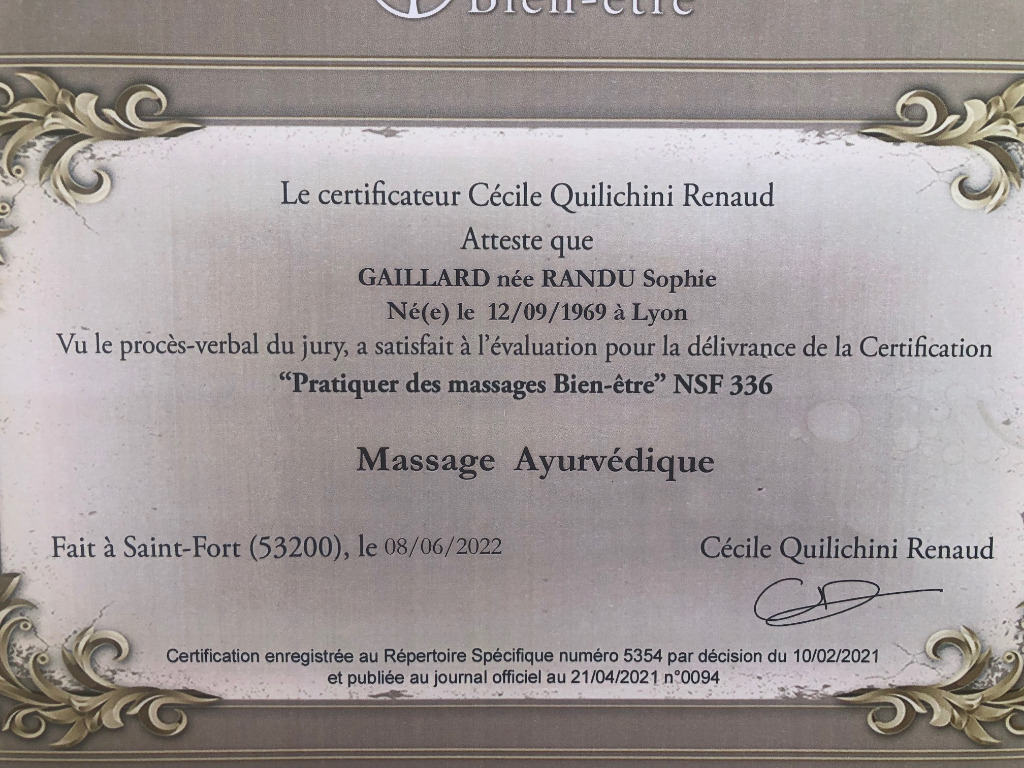 Bien-être
Le certificateur Cécile Quilichini Renaud
Atteste que
GAILLARD née RANDU Sophie
Né(e) le 12/09/1969 à Lyon
Vu le procès-verbal du jury, a satisfait à l'évaluation pour la délivrance de la Certification
“Pratiquer des massages Bien-être” NSF 336
Massage Ayurvédique
Fait à Saint-Fort (53200), le 08/06/2022
Cécile Quilichini Renaud
Certification enregistrée au Répertoire Spécifique numéro 5354 par décision du 10/02/2021
et publiée au journal officiel au 21/04/2021 n°0094